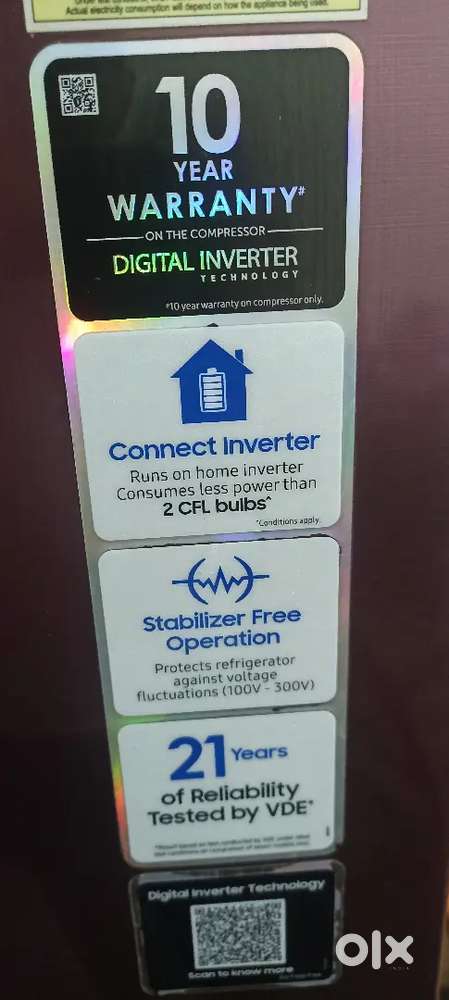 Actual electricity consumption will depend on how the appliance being used.
10
YEAR
WARRANTY#
ON THE COMPRESSOR
DIGITAL INVERTER
TECHNOLOGY
#10 year warranty on compressor only.
Connect Inverter
Runs on home inverter
Consumes less power than
2 CFL bulbs^
^Conditions apply.
Stabilizer Free
Operation
Protects refrigerator
against voltage
fluctuations (100V - 300V)
21 Years
of Reliability
Tested by VDE*
Digital Inverter Technology
Scan to know more
olx
INDIA